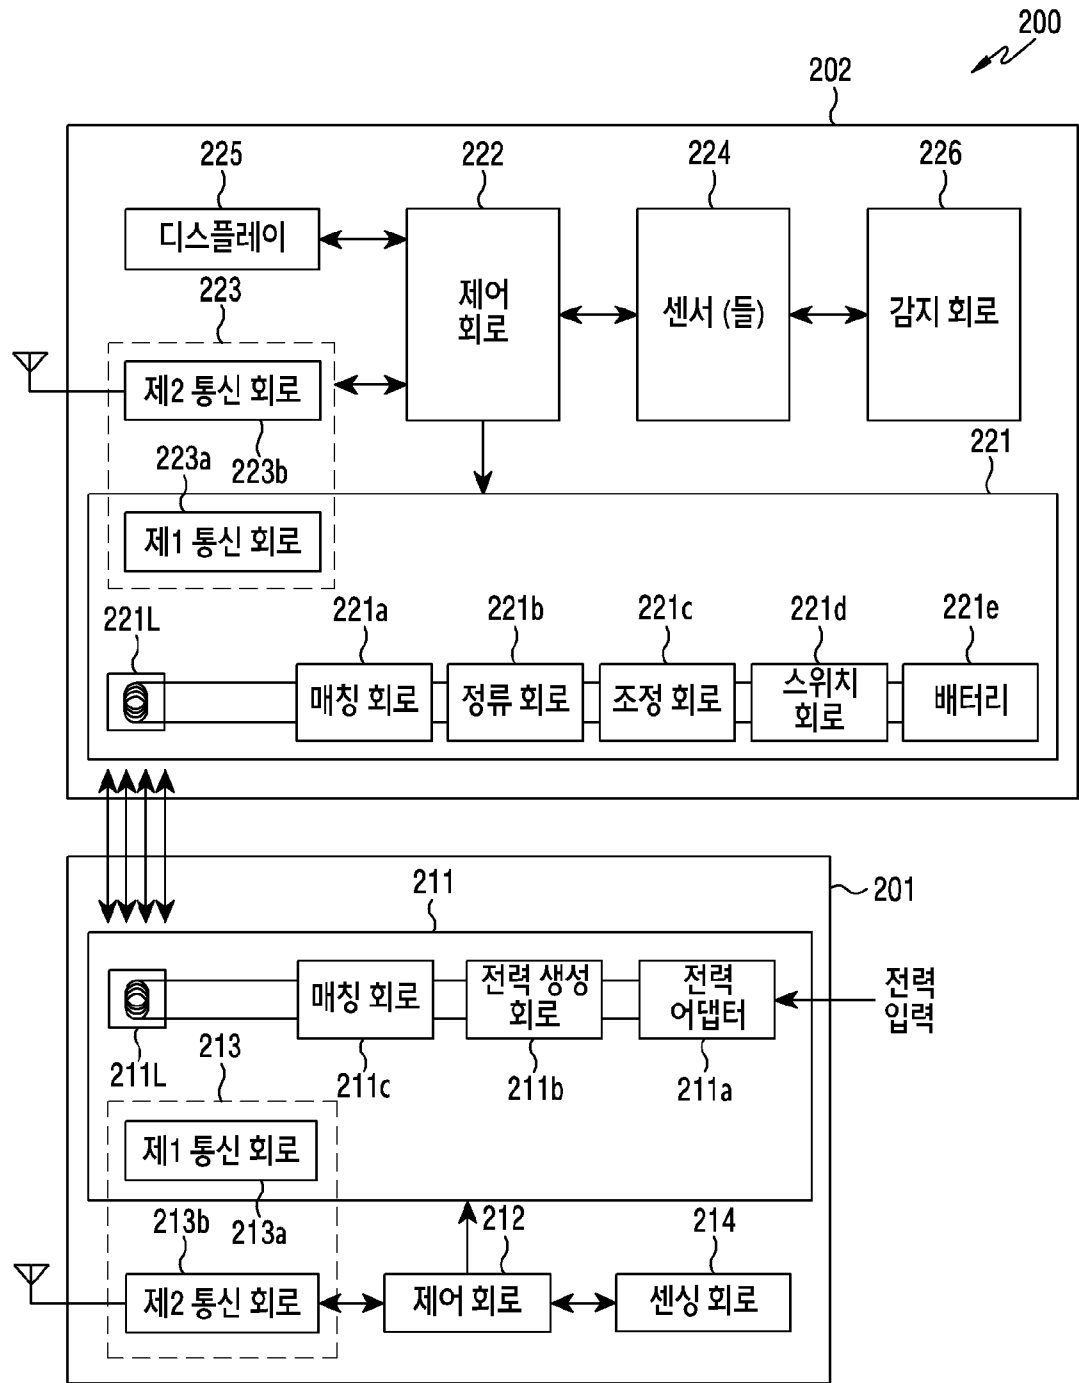 200
202
225
222
224
226
디스플레이
223
제어
회로
센서 (들)
감지 회로
제2 통신 회로
223a
223b
221
제1 통신 회로
221L
221a
221b
221c
221d
221e
매칭 회로
정류 회로
조정 회로
스위치
회로
배터리
211
201
매칭 회로
전력 생성
회로
전력
어댑터
전력
입력
211L
213
211c
211b
211a
제1 통신 회로
213b
213a
212
214
제2 통신 회로
제어 회로
센싱 회로